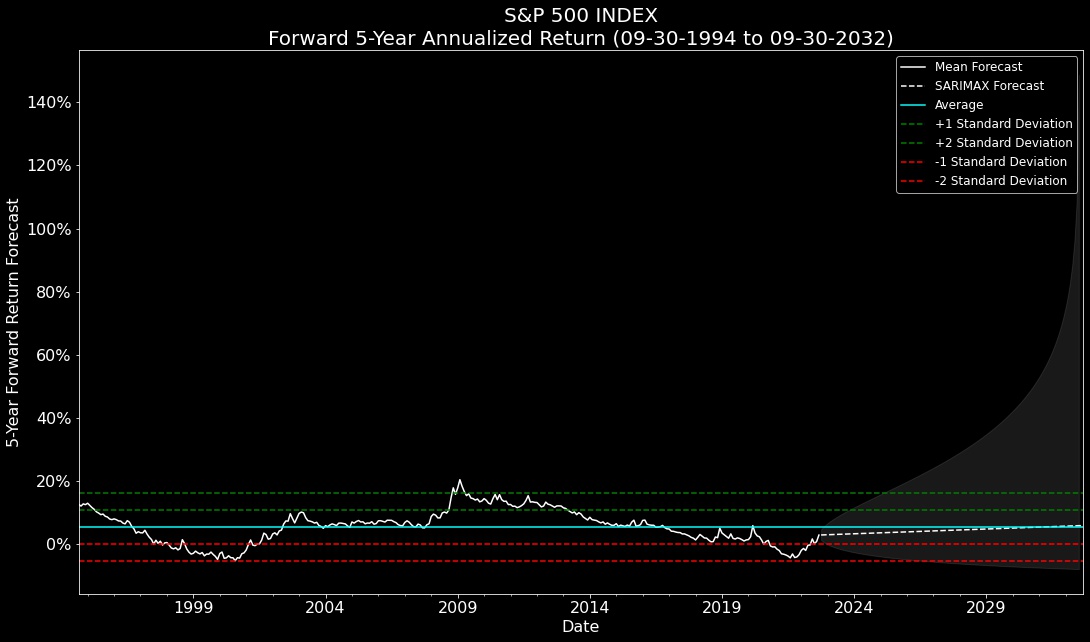 S&P 500 INDEX
Forward 5-Year Annualized Return (09-30-1994 to 09-30-2032)
Mean Forecast
SARIMAX Forecast
Average
+1 Standard Deviation
+2 Standard Deviation
-1 Standard Deviation
-2 Standard Deviation
5-Year Forward Return Forecast
140%
120%
100%
80%
60%
40%
20%
0%
1999 2004 2009 2014 2019 2024 2029
Date